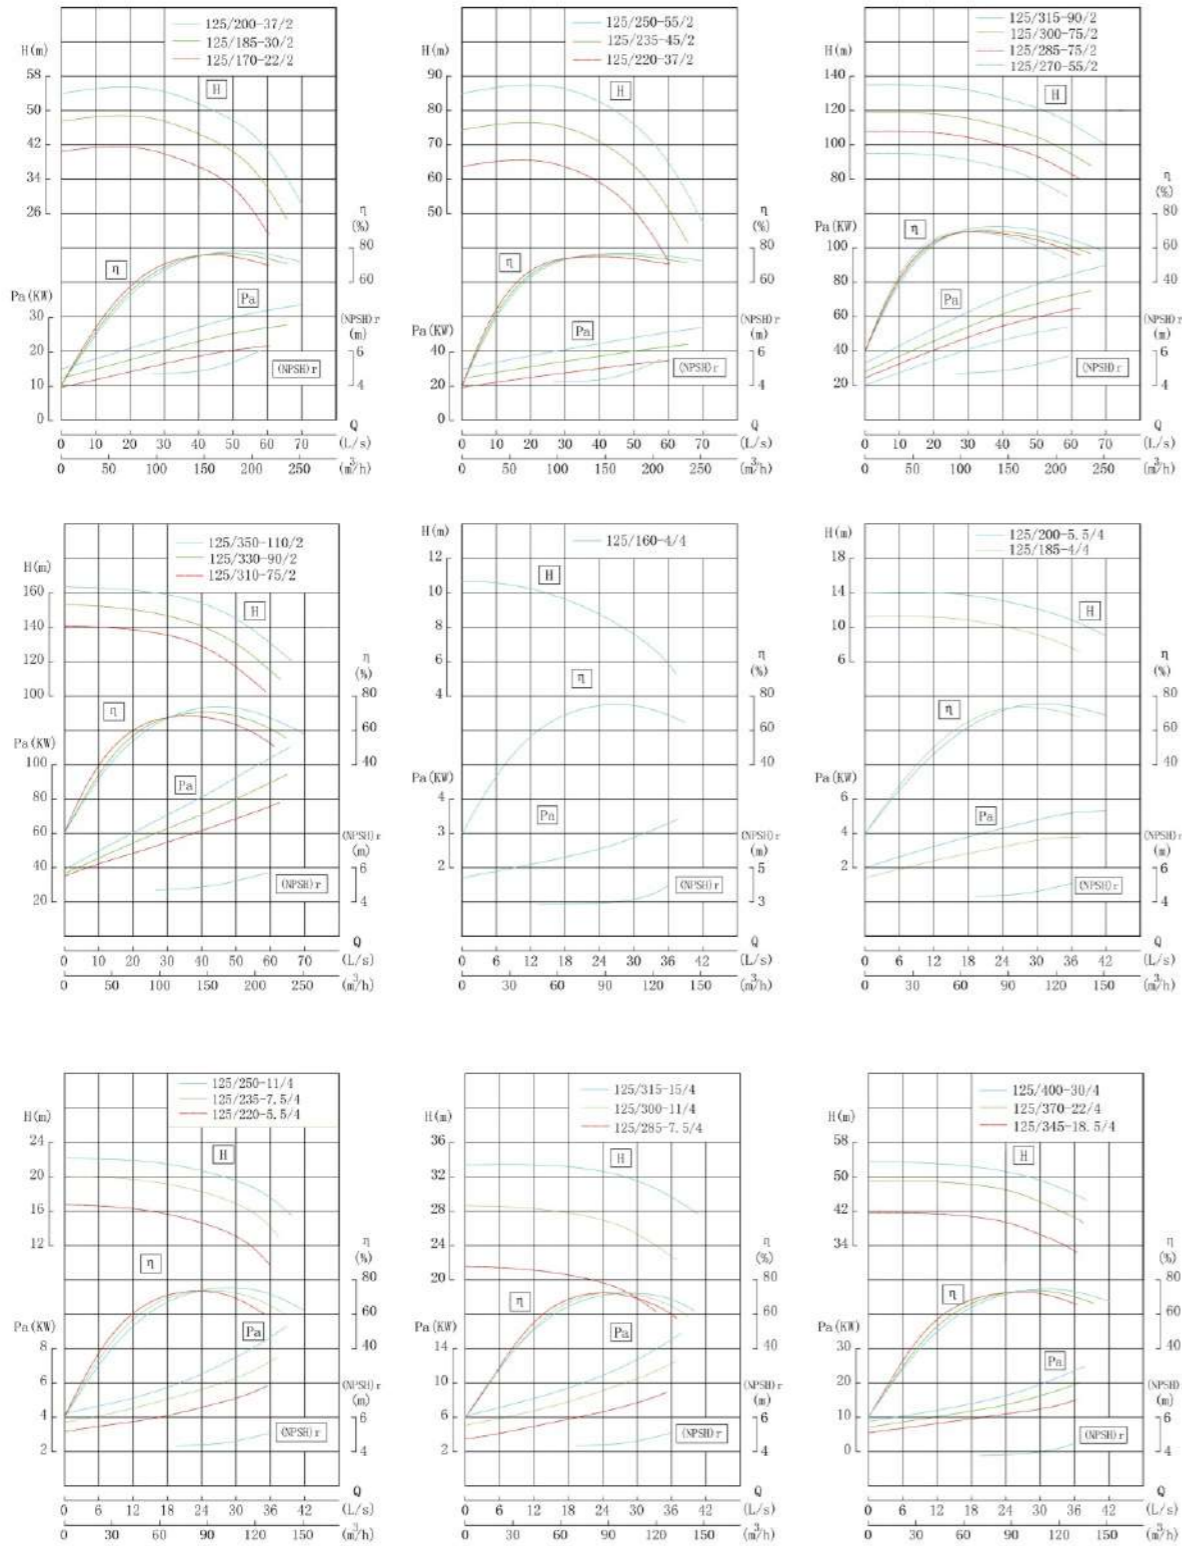 125/200-37/2
125/185-30/2
125/170-22/2
H(m)
58
50
42
34
26
H
η
(%)
80
60
η
Pa(KW)
30
20
10
0
Pa
(NPSH)r
(m)
6
4
(NPSH)r
Q
0 10 20 30 40 50 60 70 (L/s)
0 50 100 150 200 250 (m³/h)
125/250-55/2
125/235-45/2
125/220-37/2
H(m)
90
80
70
60
50
H
η
(%)
80
60
η
Pa(KW)
40
20
0
Pa
(NPSH)r
(m)
6
4
(NPSH)r
Q
0 10 20 30 40 50 60 70 (L/s)
0 50 100 150 200 250 (m³/h)
125/315-90/2
125/300-75/2
125/285-75/2
125/270-55/2
H(m)
140
120
100
80
H
η
(%)
80
60
40
η
Pa(KW)
100
80
60
40
20
Pa
(NPSH)r
(m)
6
4
(NPSH)r
Q
0 10 20 30 40 50 60 70 (L/s)
0 50 100 150 200 250 (m³/h)
125/350-110/2
125/330-90/2
125/310-75/2
H(m)
160
140
120
100
H
η
(%)
80
60
40
η
Pa(KW)
100
80
60
40
20
Pa
(NPSH)r
(m)
6
4
(NPSH)r
Q
0 10 20 30 40 50 60 70 (L/s)
0 50 100 150 200 250 (m³/h)
125/160-4/4
H(m)
12
10
8
6
4
H
η
(%)
80
60
40
η
Pa(KW)
4
3
2
Pa
(NPSH)r
(m)
5
3
(NPSH)r
Q
0 6 12 18 24 30 36 42 (L/s)
0 30 60 90 120 150 (m³/h)
125/200-5.5/4
125/185-4/4
H(m)
18
14
10
6
H
η
(%)
80
60
40
η
Pa(KW)
6
4
2
Pa
(NPSH)r
(m)
6
4
(NPSH)r
Q
0 6 12 18 24 30 36 42 (L/s)
0 30 60 90 120 150 (m³/h)
125/250-11/4
125/235-7.5/4
125/220-5.5/4
H(m)
24
20
16
12
H
η
(%)
80
60
40
η
Pa(KW)
8
6
4
2
Pa
(NPSH)r
(m)
6
4
(NPSH)r
Q
0 6 12 18 24 30 36 42 (L/s)
0 30 60 90 120 150 (m³/h)
125/315-15/4
125/300-11/4
125/285-7.5/4
H(m)
36
32
28
24
20
H
η
(%)
80
60
40
η
Pa(KW)
14
10
6
2
Pa
(NPSH)r
(m)
6
4
(NPSH)r
Q
0 6 12 18 24 30 36 42 (L/s)
0 30 60 90 120 150 (m³/h)
125/400-30/4
125/370-22/4
125/345-18.5/4
H(m)
58
50
42
34
H
η
(%)
80
60
40
η
Pa(KW)
30
20
10
0
Pa
(NPSH)
(m)
6
4
(NPSH)r
Q
0 6 12 18 24 30 36 42 (L/s)
0 30 60 90 120 150 (m³/h)